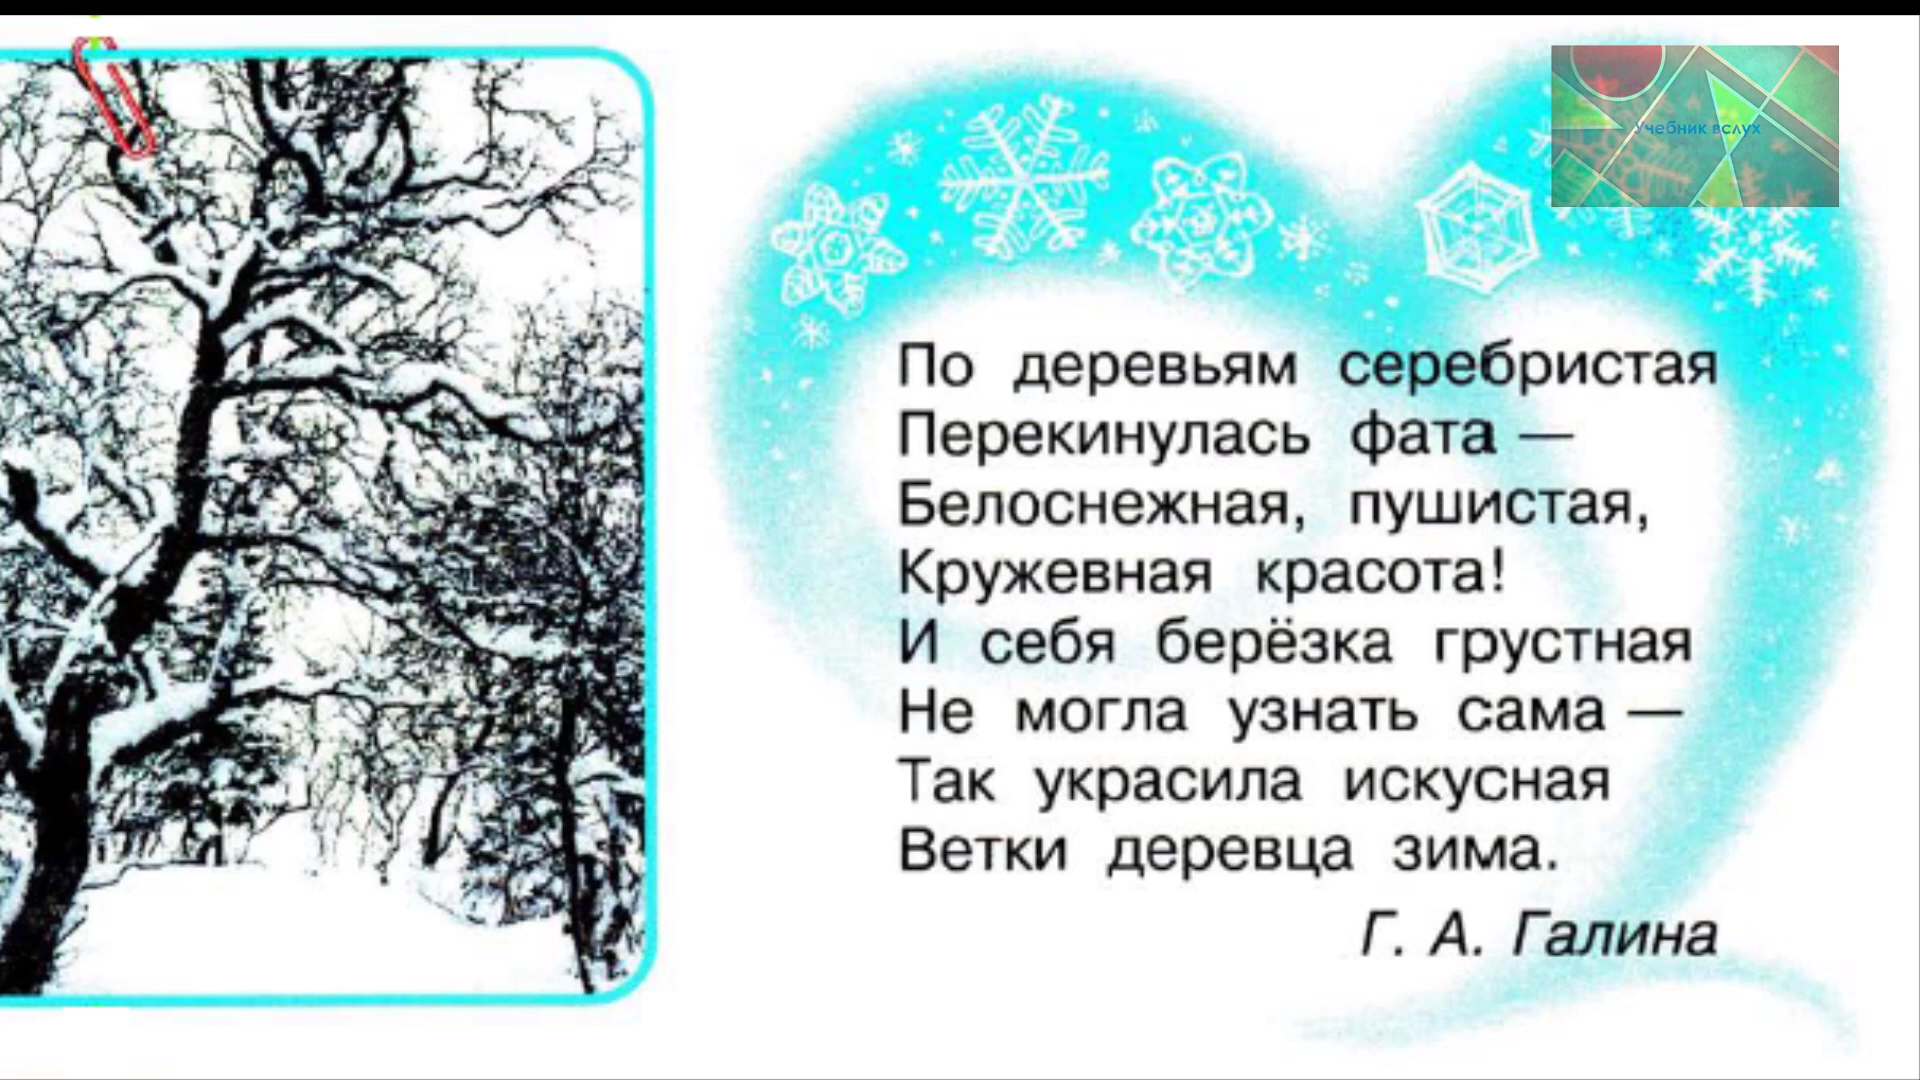 Учебник вслух
По деревьям серебристая
Перекинулась фата —
Белоснежная, пушистая,
Кружевная красота!
И себя берёзка грустная
Не могла узнать сама —
Так украсила искусная
Ветки деревца зима.
Г. А. Галина